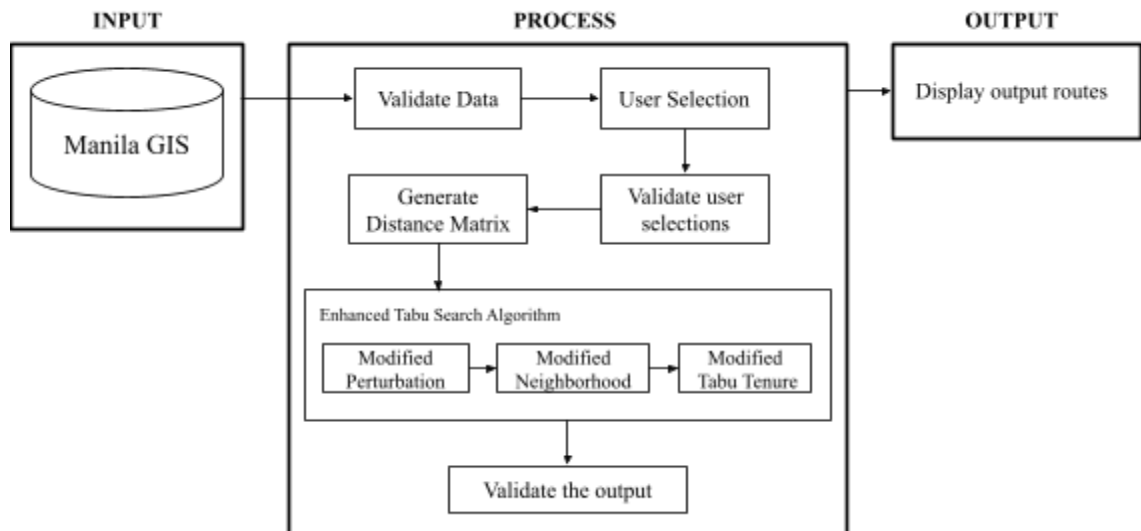 INPUT
PROCESS
OUTPUT
Manila GIS
Validate Data
User Selection
Display output routes
Generate
Distance Matrix
Validate user
selections
Enhanced Tabu Search Algorithm
Modified
Perturbation
Modified
Neighborhood
Modified
Tabu Tenure
Validate the output